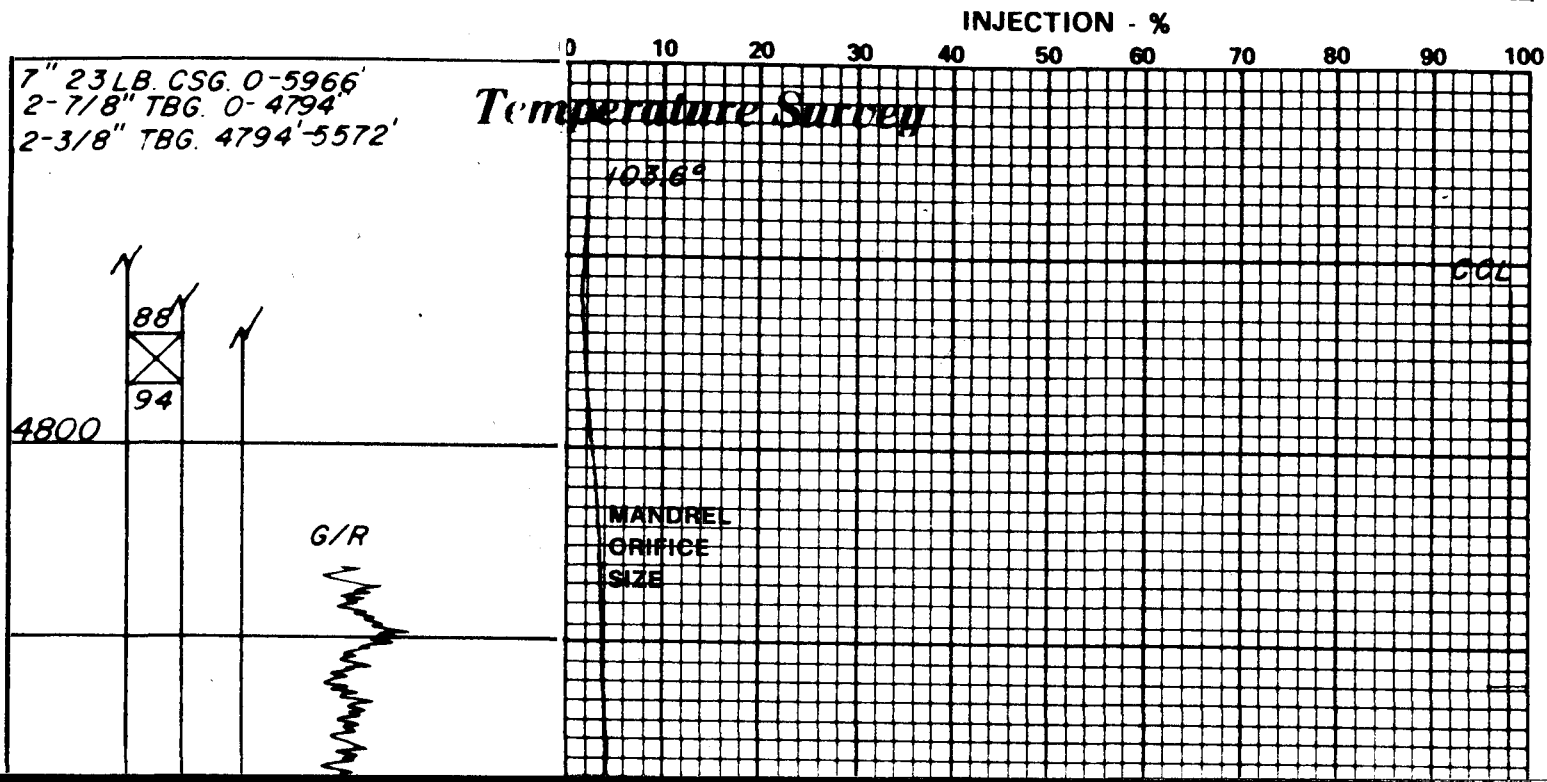 INJECTION - %
0 10 20 30 40 50 60 70 80 90 100
7" 23 LB. CSG. 0-5966'
2-7/8" TBG. 0-4794'
2-3/8" TBG. 4794'-5572'
Temperature Survey
103.6°
CCL
88
94
4800
MANDREL
ORIFICE
SIZE
G/R